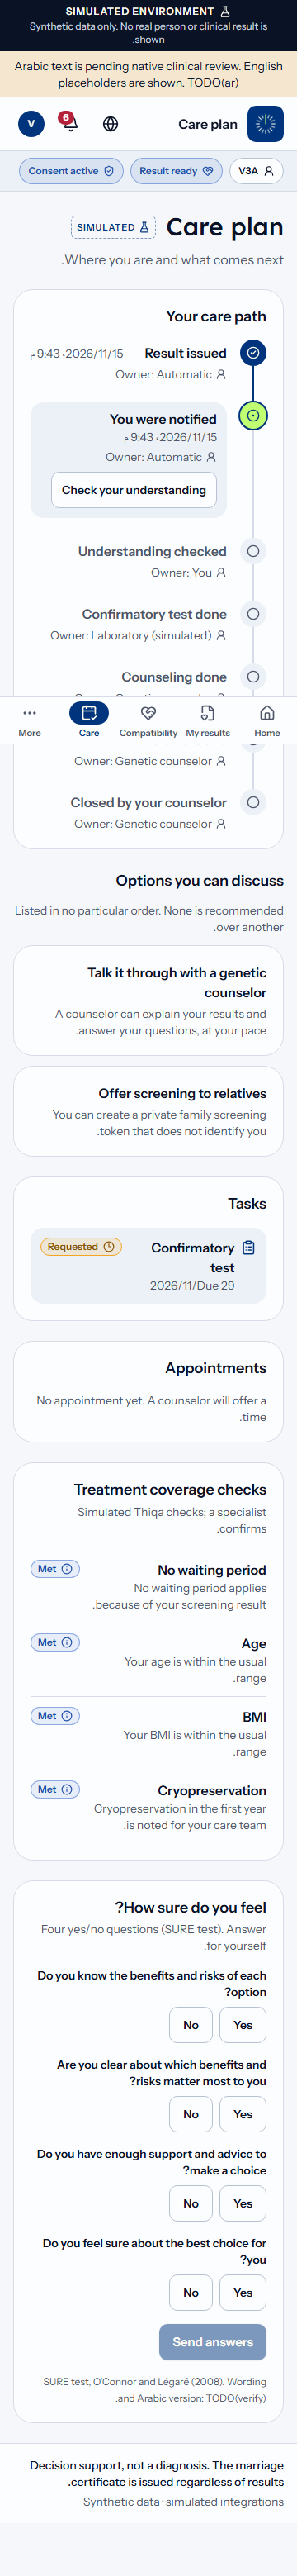 SIMULATED ENVIRONMENT
Synthetic data only. No real person or clinical result is
.shown
Arabic text is pending native clinical review. English
placeholders are shown. TODO(ar)
Care plan
6
V
V3A
Result ready
Consent active
Care plan
SIMULATED
.Where you are and what comes next
Your care path
Result issued
2026/11/15، 9:43 م
Owner: Automatic
You were notified
2026/11/15، 9:43 م
Owner: Automatic
Check your understanding
Understanding checked
Owner: You
Confirmatory test done
Owner: Laboratory (simulated)
Counseling done
Home
My results
Compatibility
Care
More
Owner: Genetic counselor
Closed by your counselor
Owner: Genetic counselor
Options you can discuss
Listed in no particular order. None is recommended
.over another
Talk it through with a genetic
counselor
A counselor can explain your results and
.answer your questions, at your pace
Offer screening to relatives
You can create a private family screening
.token that does not identify you
Tasks
Confirmatory
test
Requested
2026/11/Due 29
Appointments
No appointment yet. A counselor will offer a
.time
Treatment coverage checks
Simulated Thiqa checks; a specialist
.confirms
No waiting period
Met
No waiting period applies
.because of your screening result
Age
Met
Your age is within the usual
.range
BMI
Met
Your BMI is within the usual
.range
Cryopreservation
Met
Cryopreservation in the first year
.is noted for your care team
?How sure do you feel
Four yes/no questions (SURE test). Answer
.for yourself
Do you know the benefits and risks of each
?option
Yes
No
Are you clear about which benefits and
?risks matter most to you
Yes
No
Do you have enough support and advice to
?make a choice
Yes
No
Do you feel sure about the best choice for
?you
Yes
No
Send answers
SURE test, O'Connor and Légaré (2008). Wording
.and Arabic version: TODO(verify)
Decision support, not a diagnosis. The marriage
.certificate is issued regardless of results
Synthetic data · simulated integrations